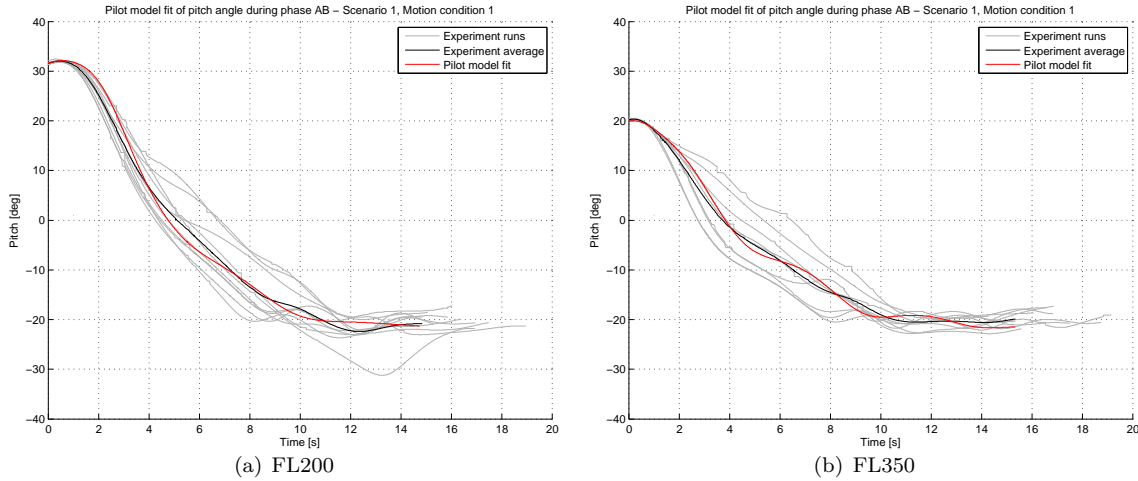 Pilot model fit of pitch angle during phase AB − Scenario 1, Motion condition 1
Experiment runs
Experiment average
Pilot model fit
40
30
20
10
0
−10
−20
−30
−40
Pitch [deg]
0 2 4 6 8 10 12 14 16 18 20
Time [s]
(a) FL200
Pilot model fit of pitch angle during phase AB − Scenario 1, Motion condition 1
Experiment runs
Experiment average
Pilot model fit
40
30
20
10
0
−10
−20
−30
−40
Pitch [deg]
0 2 4 6 8 10 12 14 16 18 20
Time [s]
(b) FL350